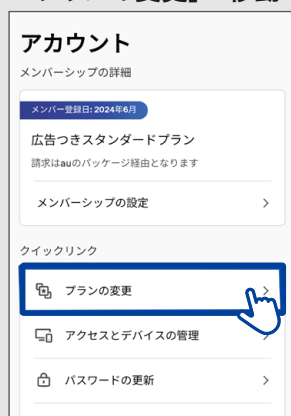 アカウント
メンバーシップの詳細
メンバー登録日: 2024年6月
広告つきスタンダードプラン
請求はauのパッケージ経由となります
メンバーシップの設定
クイックリンク
プランの変更
アクセスとデバイスの管理
パスワードの更新